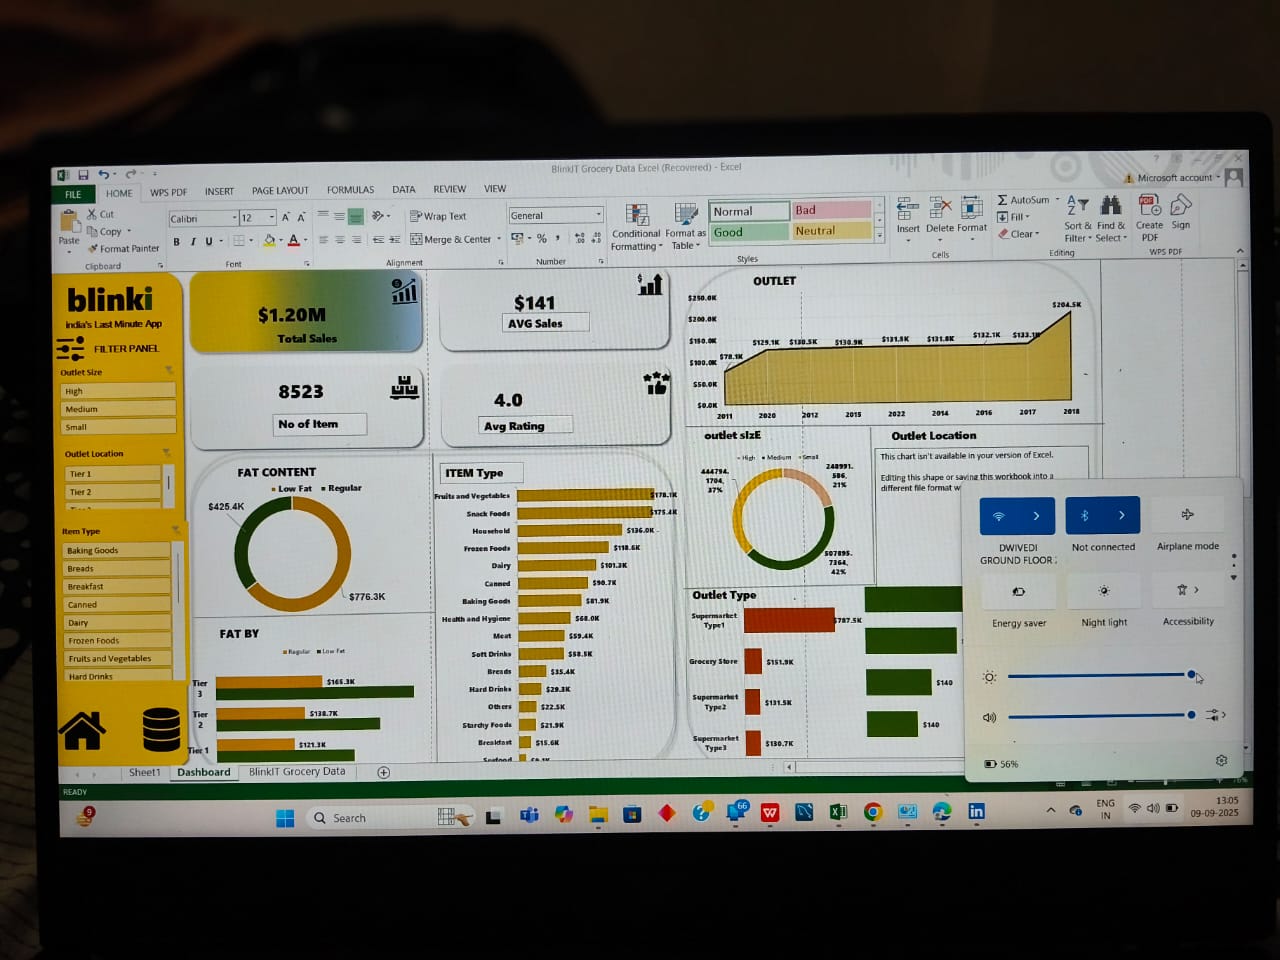 BlinkIT Grocery Data Excel (Recovered) - Excel
Microsoft account
FILE HOME WPS PDF INSERT PAGE LAYOUT FORMULAS DATA REVIEW VIEW
Paste
Cut
Copy
Format Painter
Clipboard
Calibri 12
B I U
Font
Wrap Text
Merge & Center
Alignment
General
Number
Conditional Formatting
Format as Table
Normal Bad
Good Neutral
Styles
Insert Delete Format
Cells
AutoSum
Fill
Clear
Sort & Filter
Find & Select
Editing
Create PDF
Sign
WPS PDF
blinki
india's Last Minute App
FILTER PANEL
Outlet Size
High
Medium
Small
Outlet Location
Tier 1
Tier 2
Item Type
Baking Goods
Breads
Breakfast
Canned
Dairy
Frozen Foods
Fruits and Vegetables
Hard Drinks
$1.20M
Total Sales
$141
AVG Sales
8523
No of Item
4.0
Avg Rating
OUTLET
$250.0K
$200.0K
$150.0K
$100.0K
$50.0K
$0.0K
$78.1K $129.1K $130.5K $130.9K $131.5K $131.8K $132.1K $133.1K $204.5K
2011 2020 2012 2015 2022 2014 2016 2017 2018
FAT CONTENT
Low Fat Regular
$425.4K
$776.3K
FAT BY
Regular Low Fat
Tier 3 $165.3K
Tier 2 $138.7K
Tier 1 $121.3K
ITEM Type
Fruits and Vegetables $178.1K
Snack Foods $175.4K
Household $136.0K
Frozen Foods $118.6K
Dairy $101.3K
Canned $90.7K
Baking Goods $81.9K
Health and Hygiene $68.0K
Meat $59.4K
Soft Drinks $58.5K
Breads $35.4K
Hard Drinks $29.3K
Others $22.5K
Starchy Foods $21.9K
Breakfast $15.6K
Seafood
outlet sIzE
High Medium Small
444794.1704, 37%
248991.586, 21%
507895.7364, 42%
Outlet Location
This chart isn't available in your version of Excel.
Editing this shape or saving this workbook into a
different file format w
Outlet Type
Supermarket Type1 $787.5K
Grocery Store $151.9K
Supermarket Type2 $131.5K
Supermarket Type3 $130.7K
$140
$140
DWIVEDI GROUND FLOOR
Not connected
Airplane mode
Energy saver
Night light
Accessibility
56%
Sheet1 Dashboard BlinkIT Grocery Data
READY
76%
9
Search
66
ENG
IN
13:05
09-09-2025